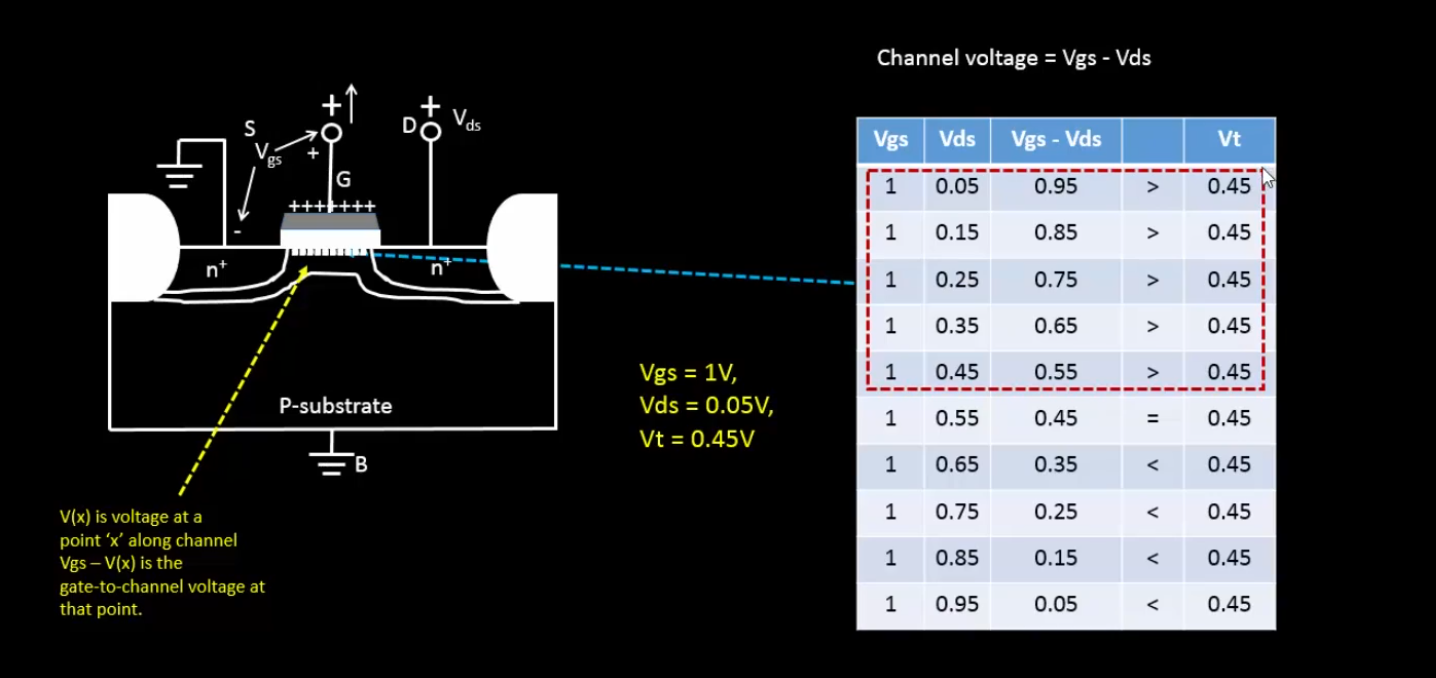 Channel voltage = Vgs - Vds
+
+
S
D
Vds
Vgs
+
G
+++++++
-
n+
n+
P-substrate
B
Vgs = 1V,
Vds = 0.05V,
Vt = 0.45V
V(x) is voltage at a
point ‘x’ along channel
Vgs – V(x) is the
gate-to-channel voltage at
that point.
Vgs Vds Vgs - Vds Vt
1 0.05 0.95 > 0.45
1 0.15 0.85 > 0.45
1 0.25 0.75 > 0.45
1 0.35 0.65 > 0.45
1 0.45 0.55 > 0.45
1 0.55 0.45 = 0.45
1 0.65 0.35 < 0.45
1 0.75 0.25 < 0.45
1 0.85 0.15 < 0.45
1 0.95 0.05 < 0.45